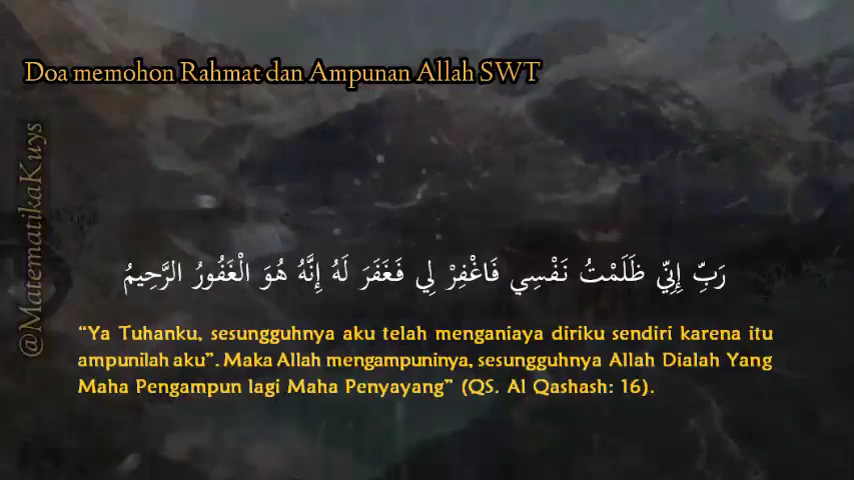 Doa memohon Rahmat dan Ampunan Allah SWT
@MatematikaKuys
رَبِّ إِنِّي ظَلَمْتُ نَفْسِي فَاغْفِرْ لِي فَغَفَرَ لَهُ إِنَّهُ هُوَ الْغَفُورُ الرَّحِيمُ
“Ya Tuhanku, sesungguhnya aku telah menganiaya diriku sendiri karena itu
ampunilah aku”. Maka Allah mengampuninya, sesungguhnya Allah Dialah Yang
Maha Pengampun lagi Maha Penyayang” (QS. Al Qashash: 16).